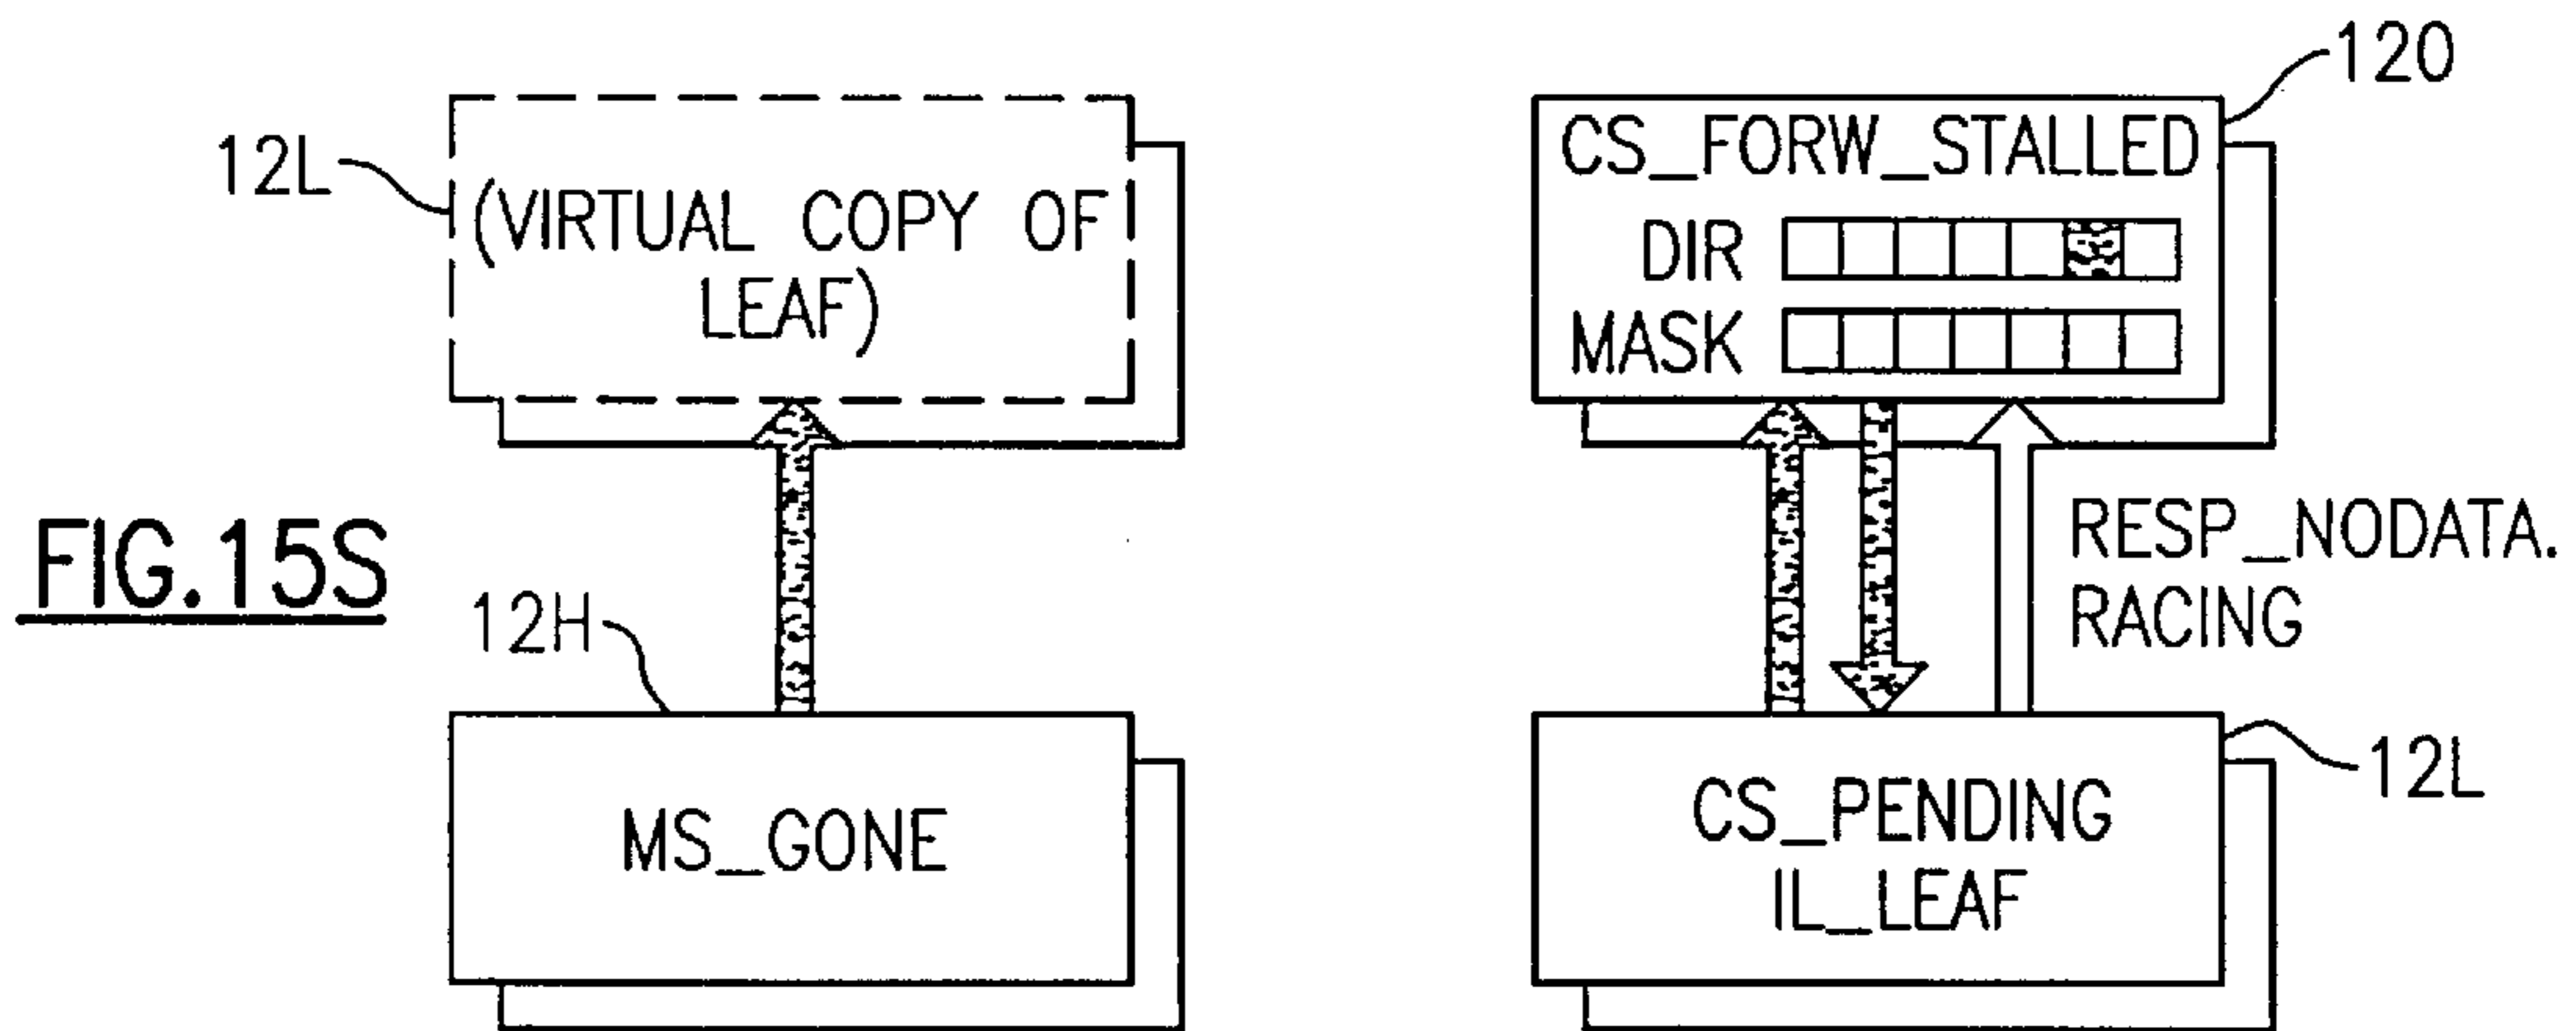 120
CS_FORW_STALLED
12L
(VIRTUAL COPY OF
LEAF)
DIR
MASK
FIG.15S
RESP_NODATA.
RACING
12H
12L
MS_GONE
CS_PENDING
IL_LEAF